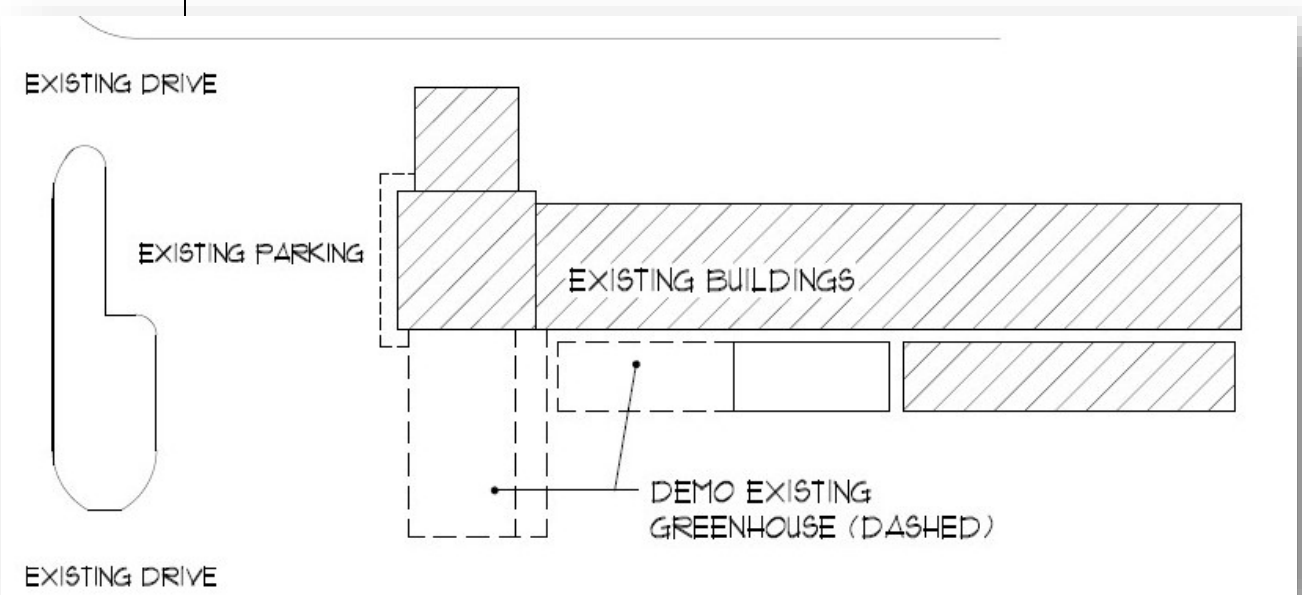 EXISTING DRIVE
EXISTING PARKING
EXISTING BUILDINGS
DEMO EXISTING
GREENHOUSE (DASHED)
EXISTING DRIVE